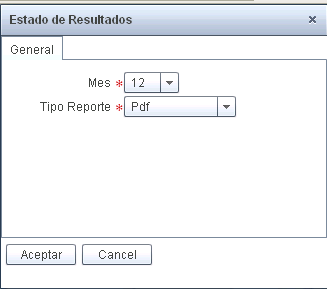 Estado de Resultados
General
Mes * 12
Tipo Reporte * Pdf
Aceptar Cancel